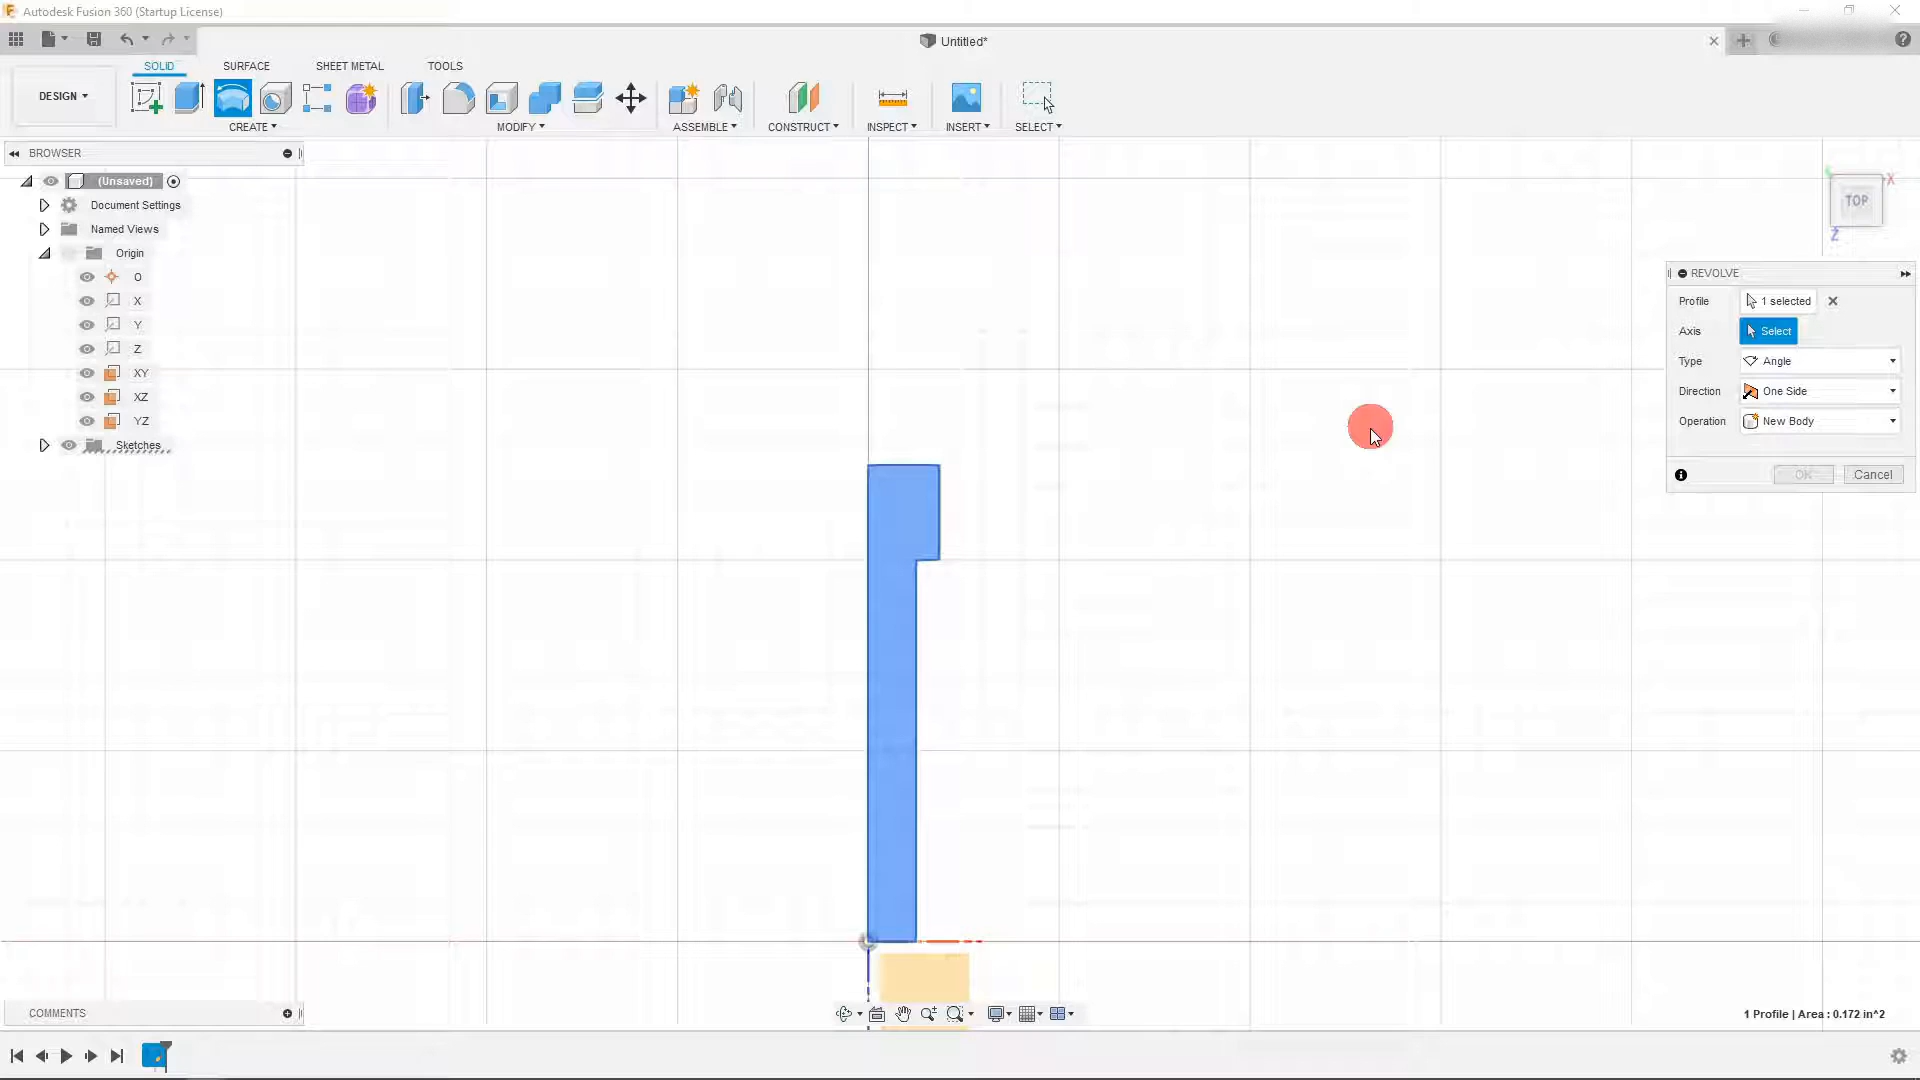 Autodesk Fusion 360 (Startup License)
Untitled*
SOLID SURFACE SHEET METAL TOOLS
DESIGN
CREATE MODIFY ASSEMBLE CONSTRUCT INSPECT INSERT SELECT
BROWSER
(Unsaved)
Document Settings
Named Views
Origin
O
X
Y
Z
XY
XZ
YZ
Sketches
TOP
X
Z
REVOLVE
Profile 1 selected
Axis Select
Type Angle
Direction One Side
Operation New Body
OK Cancel
COMMENTS
1 Profile | Area : 0.172 in^2